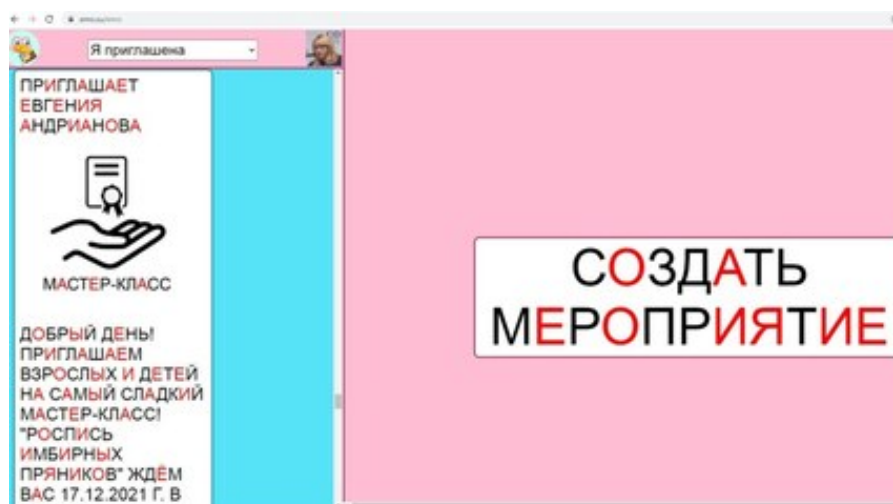 Я приглашена
ПРИГЛАШАЕТ
ЕВГЕНИЯ
АНДРИАНОВА
МАСТЕР-КЛАСС
ДОБРЫЙ ДЕНЬ!
ПРИГЛАШАЕМ
ВЗРОСЛЫХ И ДЕТЕЙ
НА САМЫЙ СЛАДКИЙ
МАСТЕР-КЛАСС!
"РОСПИСЬ
ИМБИРНЫХ
ПРЯНИКОВ" ЖДЁМ
ВАС 17.12.2021 Г. В
СОЗДАТЬ
МЕРОПРИЯТИЕ